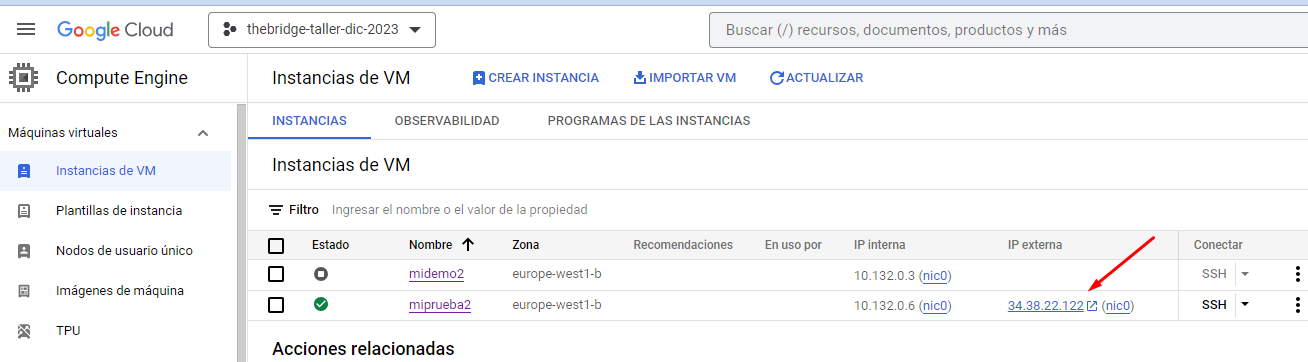 Google Cloud thebridge-taller-dic-2023 Buscar (/) recursos, documentos, productos y más
Compute Engine Instancias de VM CREAR INSTANCIA IMPORTAR VM ACTUALIZAR
Máquinas virtuales INSTANCIAS OBSERVABILIDAD PROGRAMAS DE LAS INSTANCIAS
Instancias de VM
Plantillas de instancia
Nodos de usuario único
Imágenes de máquina
TPU
Instancias de VM
Filtro Ingresar el nombre o el valor de la propiedad
Estado Nombre Zona Recomendaciones En uso por IP interna IP externa Conectar
midemo2 europe-west1-b 10.132.0.3 (nic0) SSH
miprueba2 europe-west1-b 10.132.0.6 (nic0) 34.38.22.122 (nic0) SSH
Acciones relacionadas